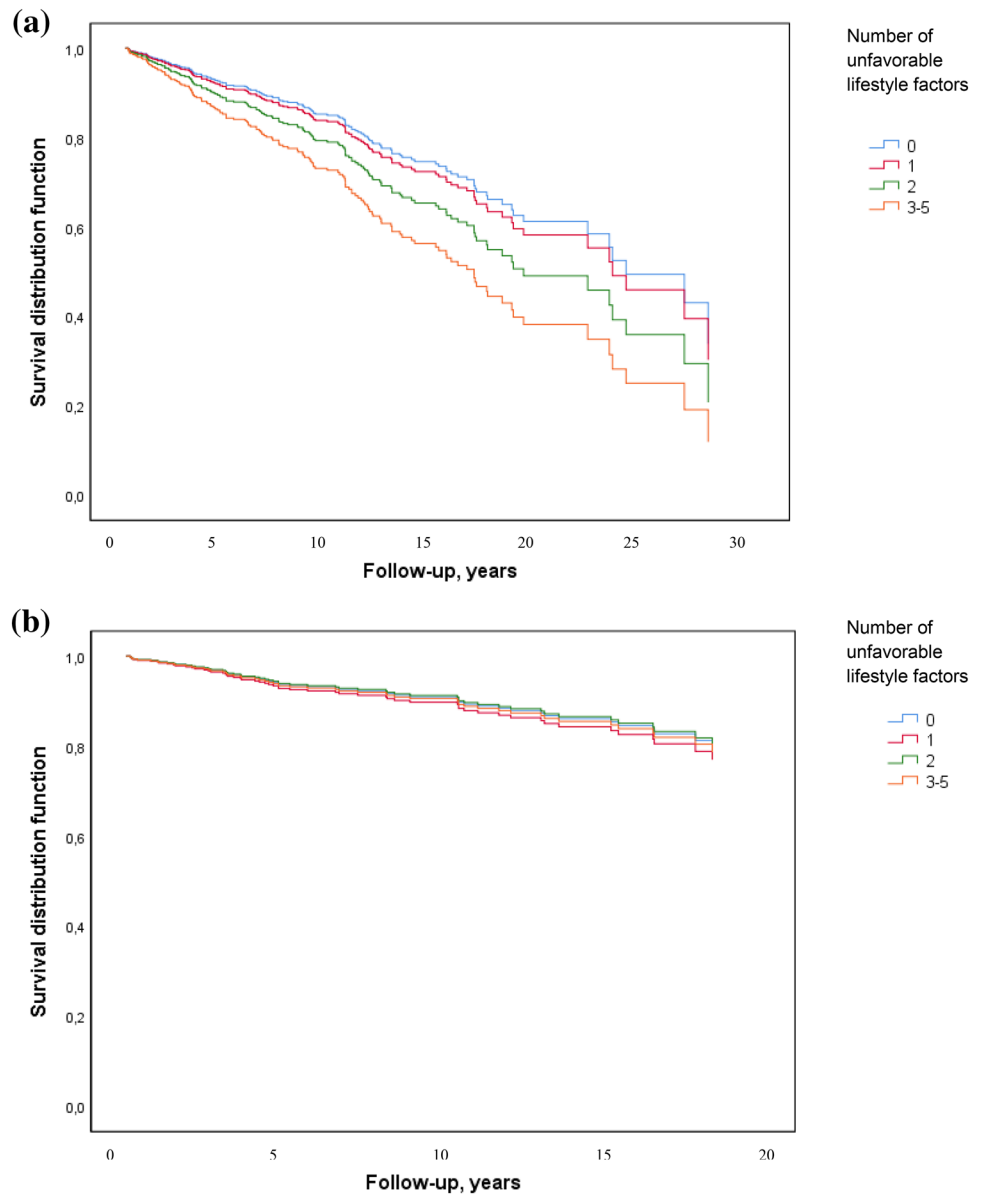 (a)
Number of
unfavorable
lifestyle factors
0
1
2
3-5
Survival distribution function
1,0
0,8
0,6
0,4
0,2
0,0
0 5 10 15 20 25 30
Follow-up, years
(b)
Number of
unfavorable
lifestyle factors
0
1
2
3-5
Survival distribution function
1,0
0,8
0,6
0,4
0,2
0,0
0 5 10 15 20
Follow-up, years